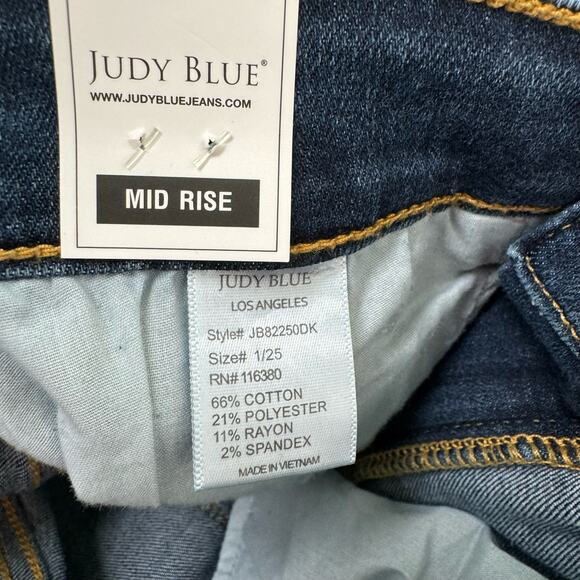 JUDY BLUE®
WWW.JUDYBLUEJEANS.COM
MID RISE
JUDY BLUE
LOS ANGELES
Style# JB82250DK
Size# 1/25
RN# 116380
66% COTTON
21% POLYESTER
11% RAYON
2% SPANDEX
MADE IN VIETNAM